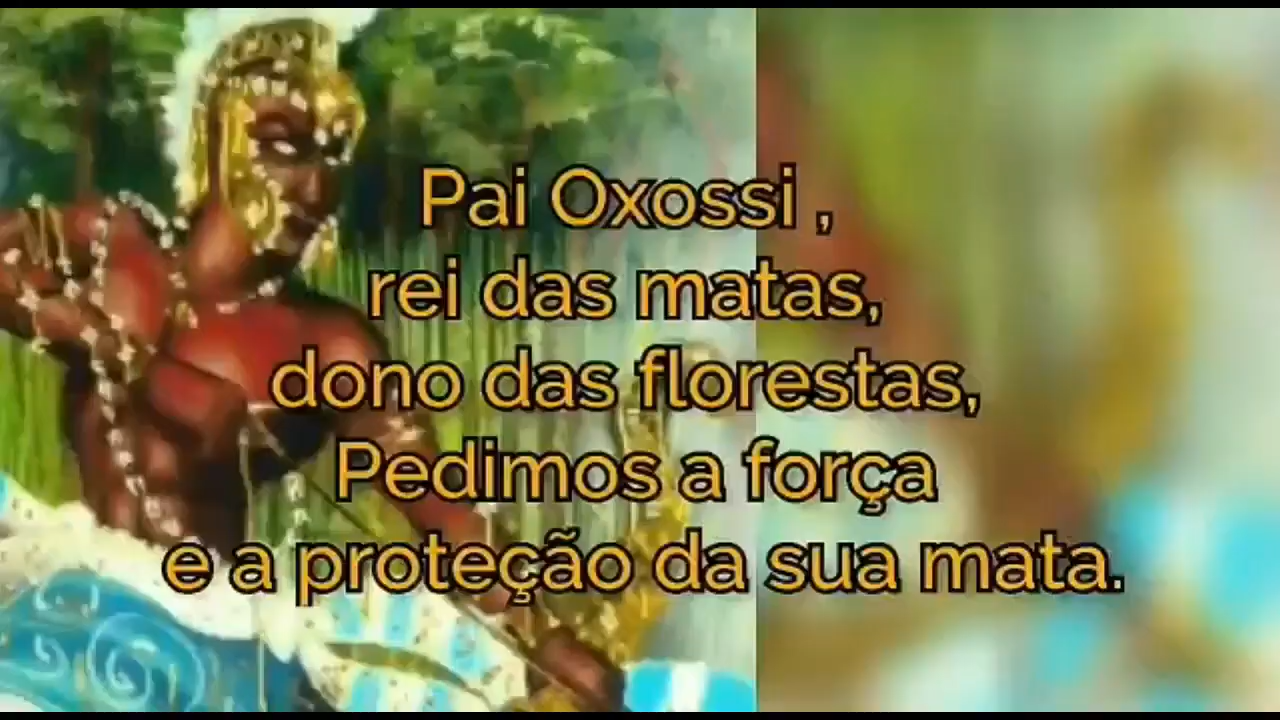 Pai Oxossi ,
rei das matas,
dono das florestas,
Pedimos a força
e a proteção da sua mata.